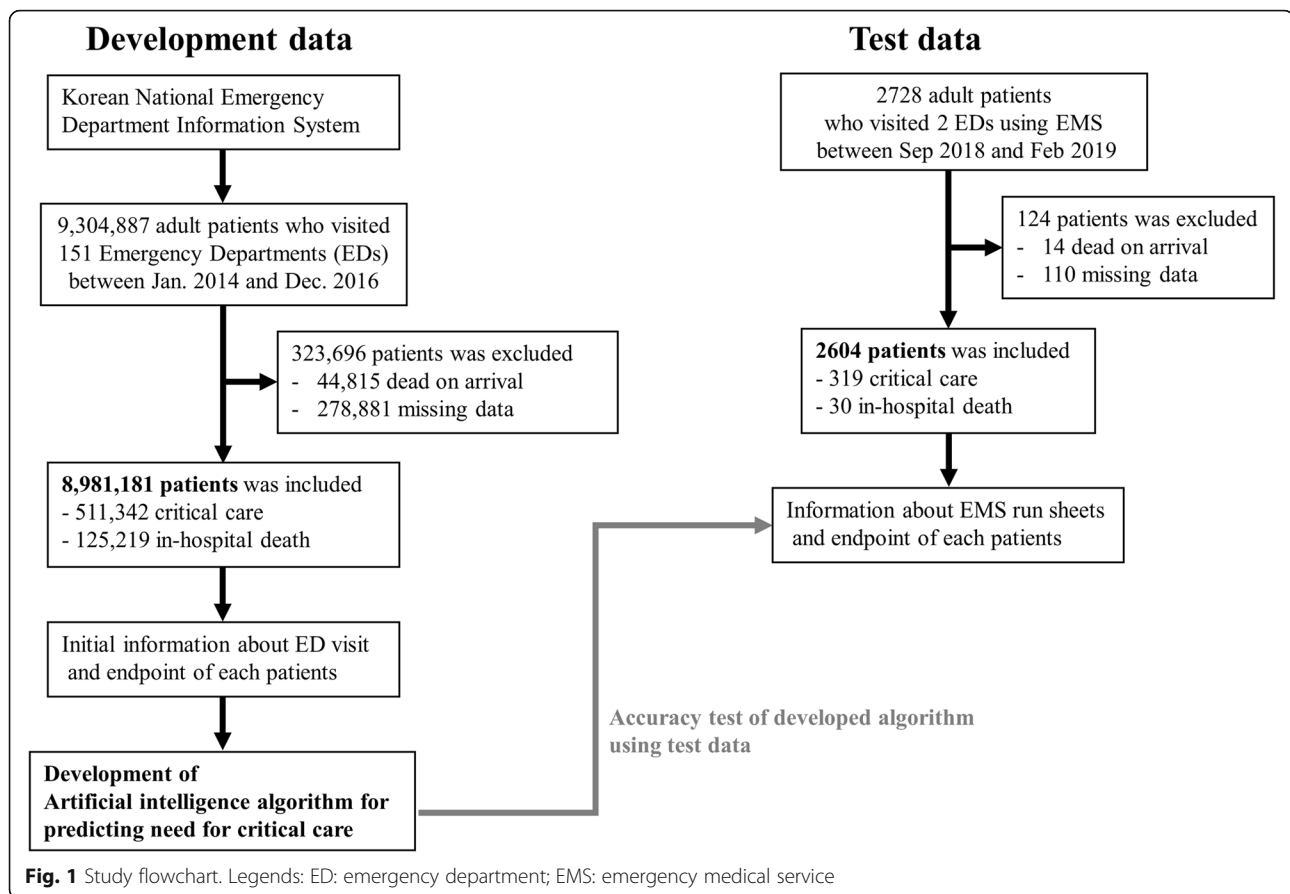 Development data
Korean National Emergency
Department Information System
9,304,887 adult patients who visited
151 Emergency Departments (EDs)
between Jan. 2014 and Dec. 2016
323,696 patients was excluded
- 44,815 dead on arrival
- 278,881 missing data
8,981,181 patients was included
- 511,342 critical care
- 125,219 in-hospital death
Initial information about ED visit
and endpoint of each patients
Development of
Artificial intelligence algorithm for
predicting need for critical care
Accuracy test of developed algorithm
using test data
Test data
2728 adult patients
who visited 2 EDs using EMS
between Sep 2018 and Feb 2019
124 patients was excluded
- 14 dead on arrival
- 110 missing data
2604 patients was included
- 319 critical care
- 30 in-hospital death
Information about EMS run sheets
and endpoint of each patients
Fig. 1 Study flowchart. Legends: ED: emergency department; EMS: emergency medical service